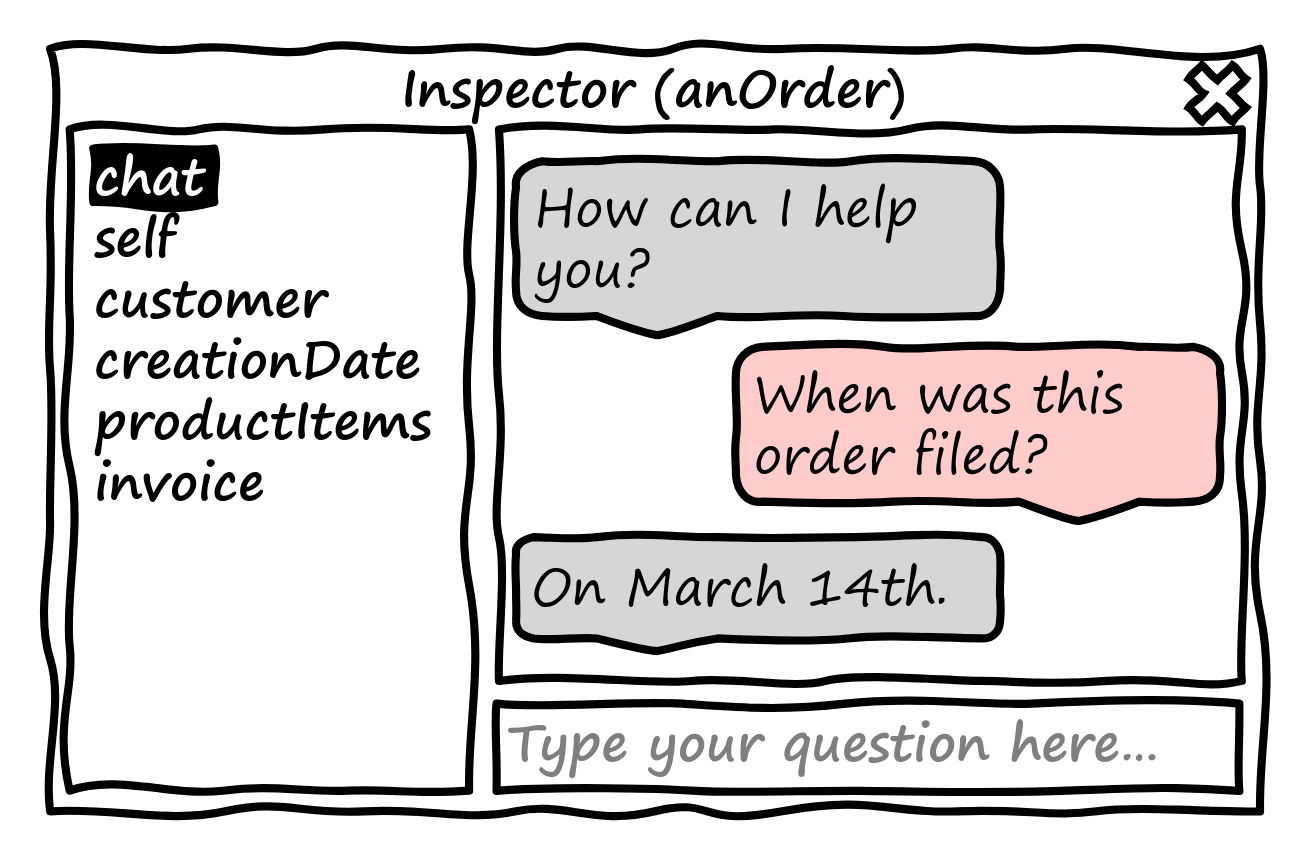 Inspector (anOrder)
chat
self
customer
creationDate
productItems
invoice
How can I help
you?
When was this
order filed?
On March 14th.
Type your question here...